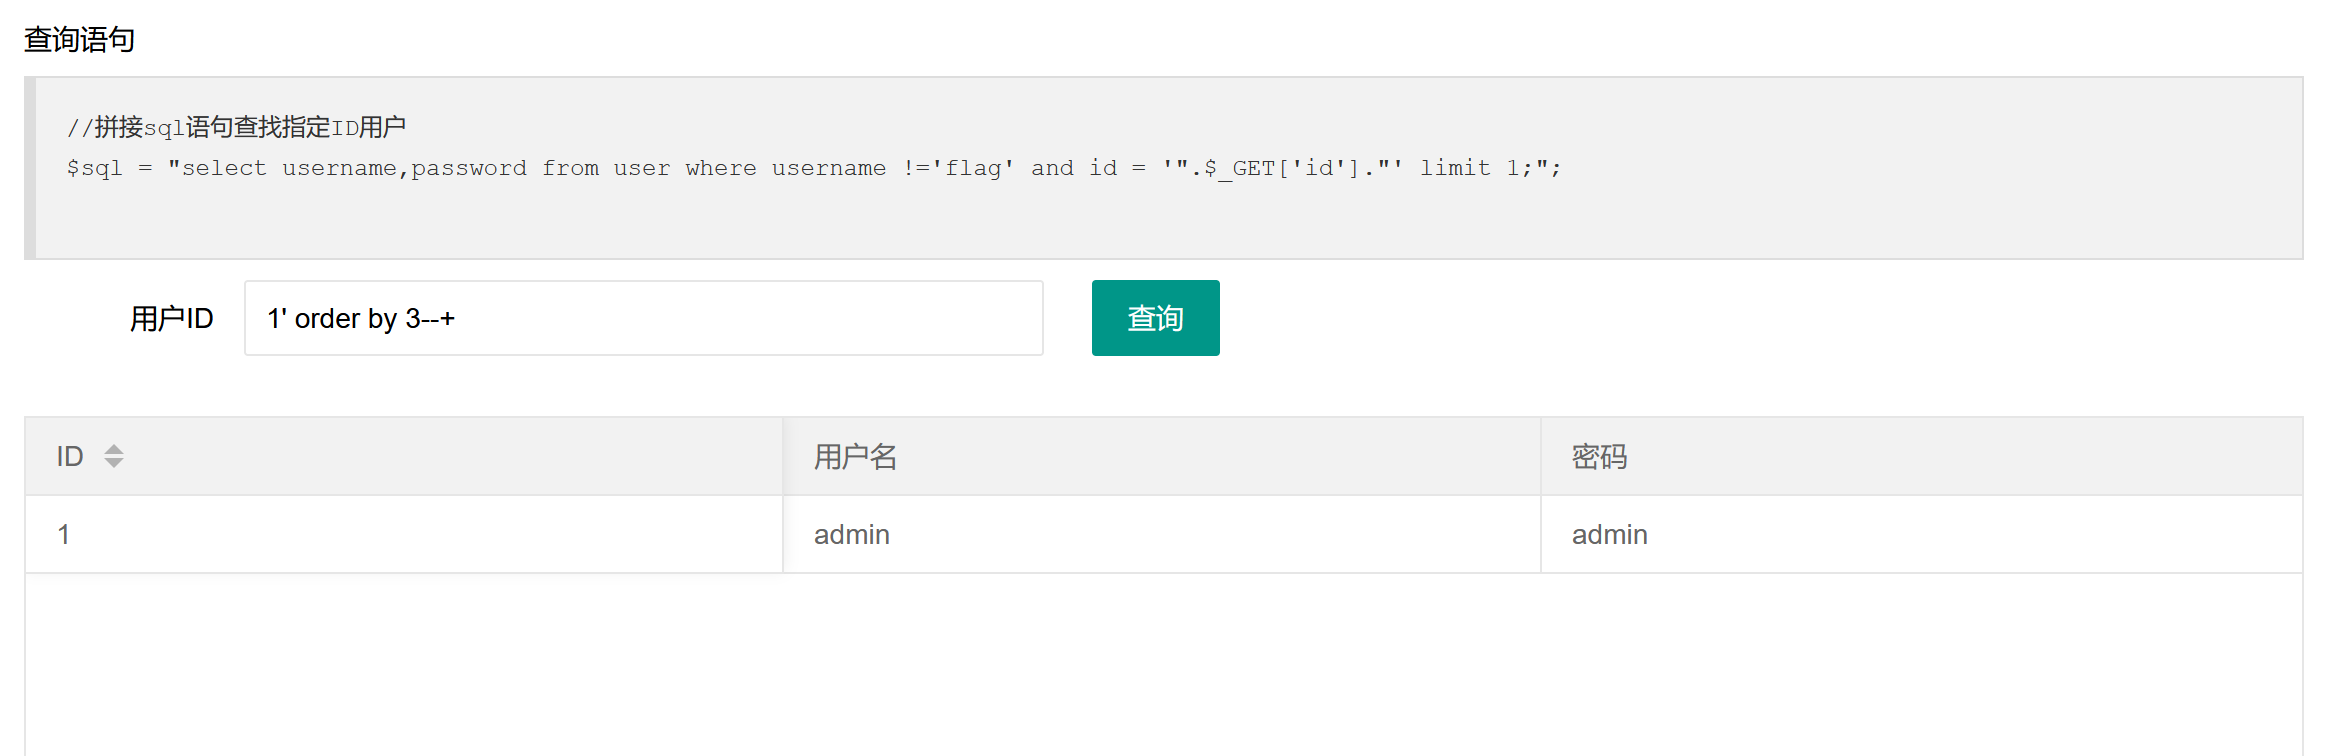 查询语句
//拼接sql语句查找指定ID用户
$sql = "select username,password from user where username !='flag' and id = '".$_GET['id']."' limit 1;";
用户ID 1' order by 3--+ 查询
ID 用户名 密码
1 admin admin